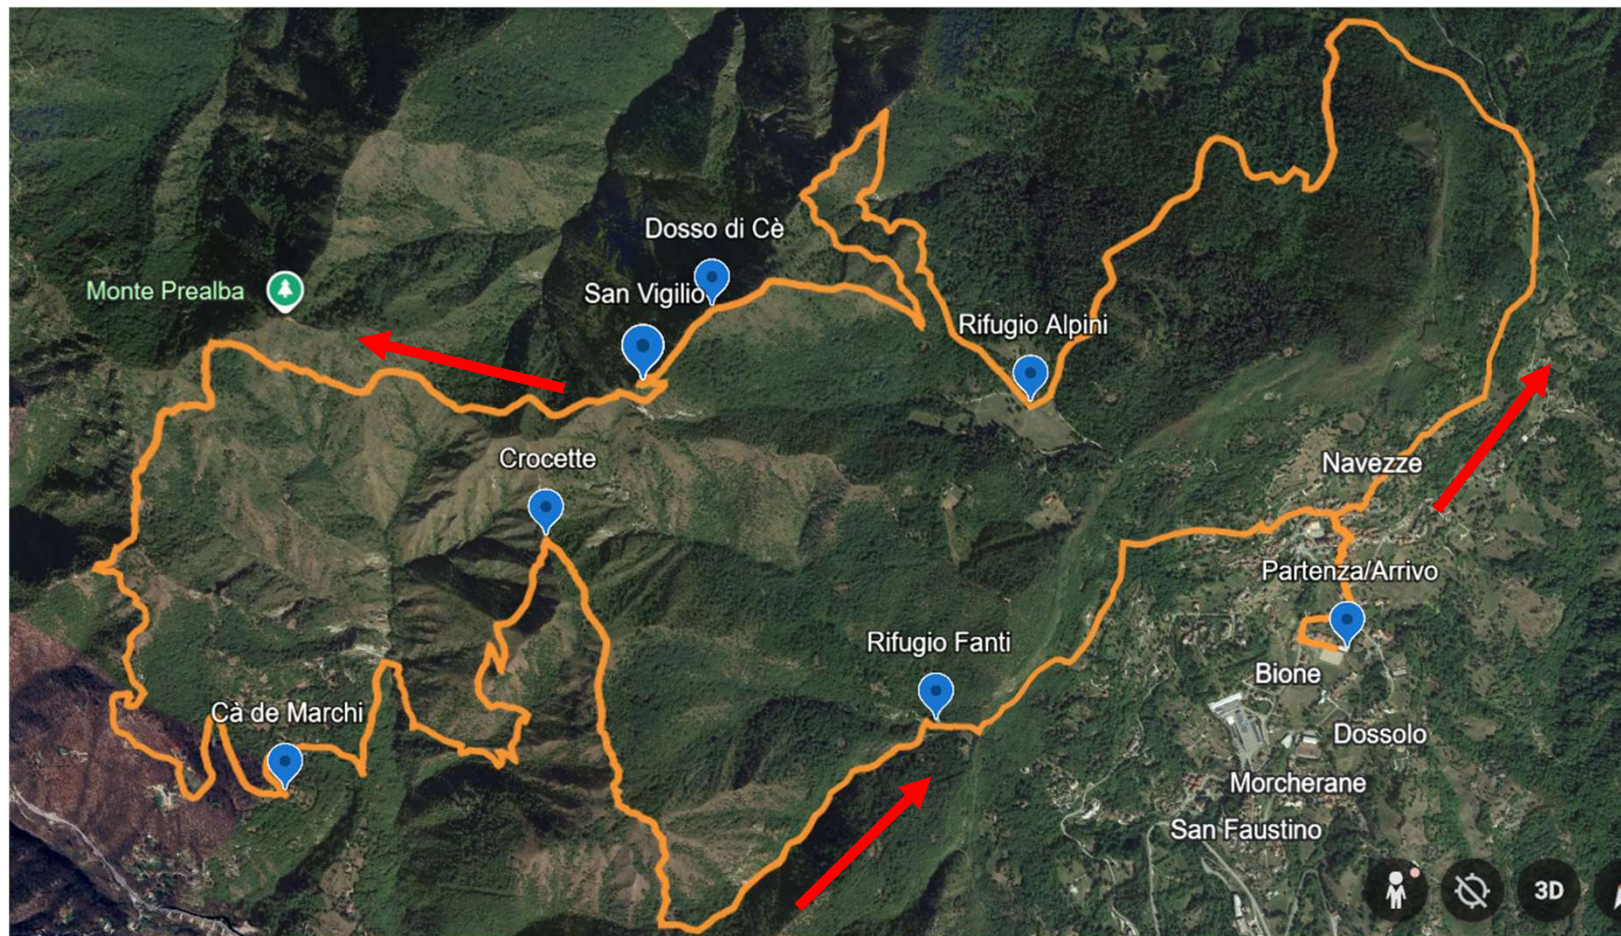 Dosso di Cè
Monte Prealba
San Vigilio
Rifugio Alpini
Crocette
Navezze
Partenza/Arrivo
Rifugio Fanti
Bione
Cà de Marchi
Dossolo
Morcherane
San Faustino
3D